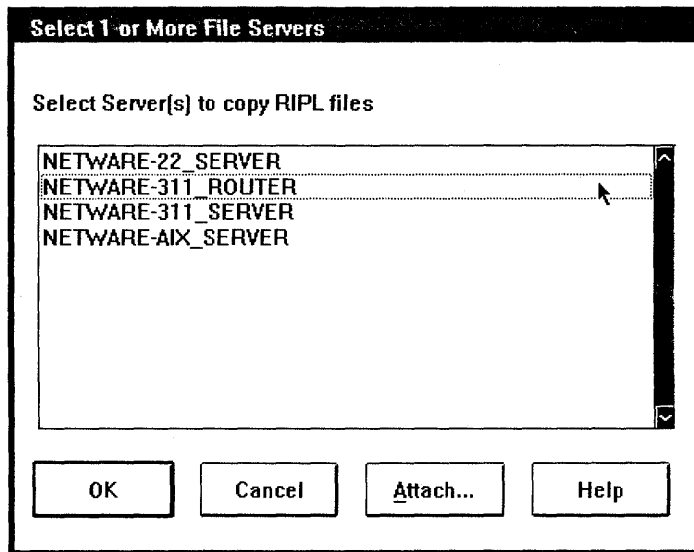 Select 1 or More File Servers
Select Server(s) to copy RIPL files
NETWARE-22_SERVER
NETWARE-311_ROUTER
NETWARE-311_SERVER
NETWARE-AIX_SERVER
OK Cancel Attach... Help